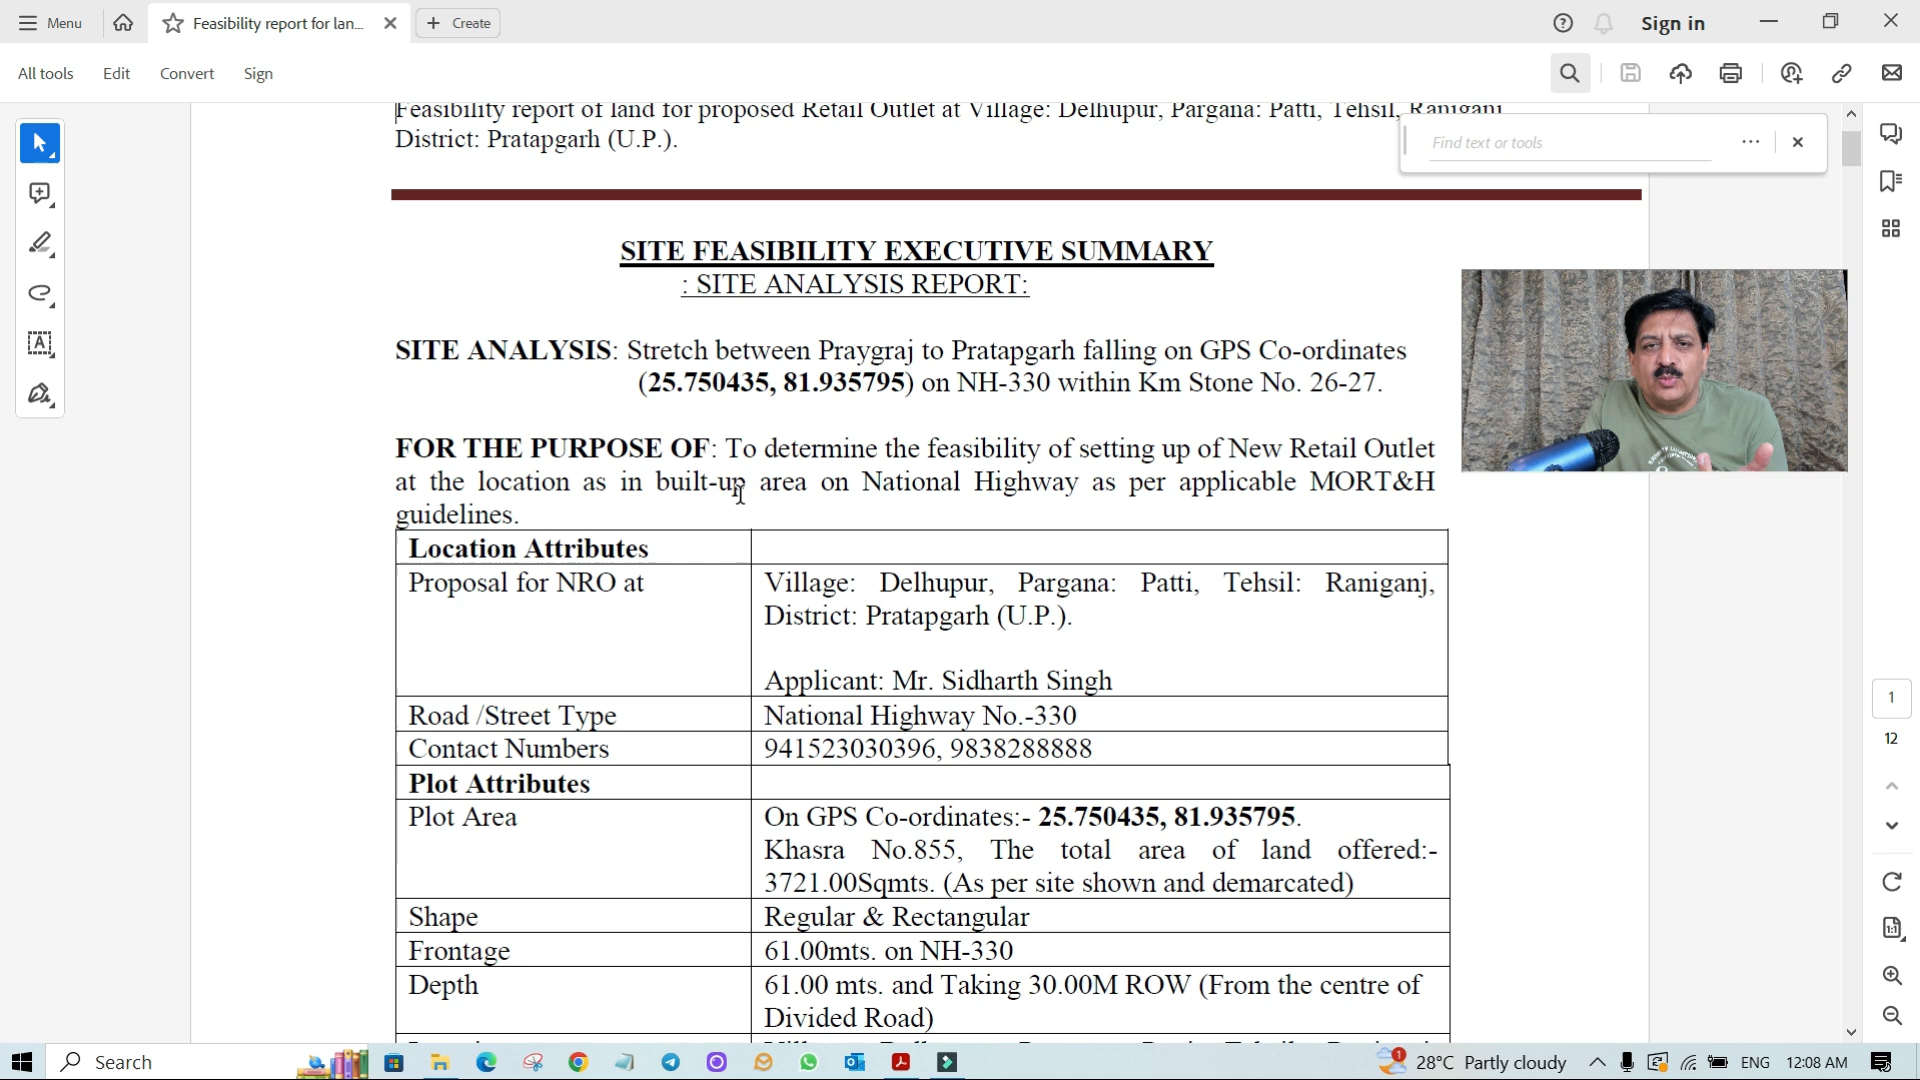 Menu
Feasibility report for lan...
Create
Sign in
All tools
Edit
Convert
Sign
Feasibility report of land for proposed Retail Outlet at Village: Delhupur, Pargana: Patti, Tehsil, Raniganj
District: Pratapgarh (U.P.).
Find text or tools
SITE FEASIBILITY EXECUTIVE SUMMARY
: SITE ANALYSIS REPORT:
SITE ANALYSIS: Stretch between Praygraj to Pratapgarh falling on GPS Co-ordinates
(25.750435, 81.935795) on NH-330 within Km Stone No. 26-27.
FOR THE PURPOSE OF: To determine the feasibility of setting up of New Retail Outlet
at the location as in built-up area on National Highway as per applicable MORT&H
guidelines.
Location Attributes
Proposal for NRO at
Village: Delhupur, Pargana: Patti, Tehsil: Raniganj,
District: Pratapgarh (U.P.).
Applicant: Mr. Sidharth Singh
Road /Street Type
National Highway No.-330
Contact Numbers
941523030396, 9838288888
Plot Attributes
Plot Area
On GPS Co-ordinates:- 25.750435, 81.935795.
Khasra No.855, The total area of land offered:-
3721.00Sqmts. (As per site shown and demarcated)
Shape
Regular & Rectangular
Frontage
61.00mts. on NH-330
Depth
61.00 mts. and Taking 30.00M ROW (From the centre of
Divided Road)
1
12
Search
1
28°C Partly cloudy
ENG
12:08 AM